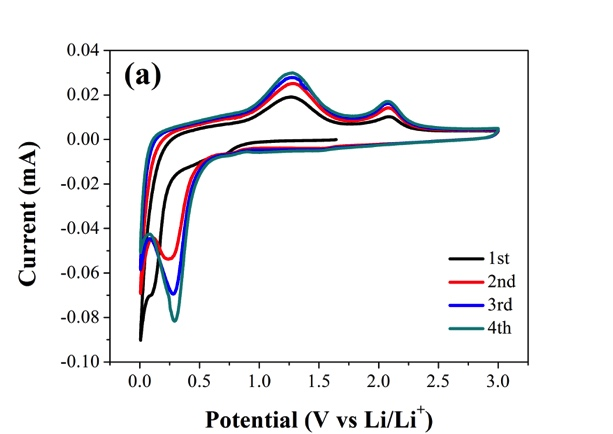 (a)
0.04
0.02
0.00
-0.02
-0.04
-0.06
-0.08
-0.10
Current (mA)
1st
2nd
3rd
4th
0.0 0.5 1.0 1.5 2.0 2.5 3.0
Potential (V vs Li/Li⁺)